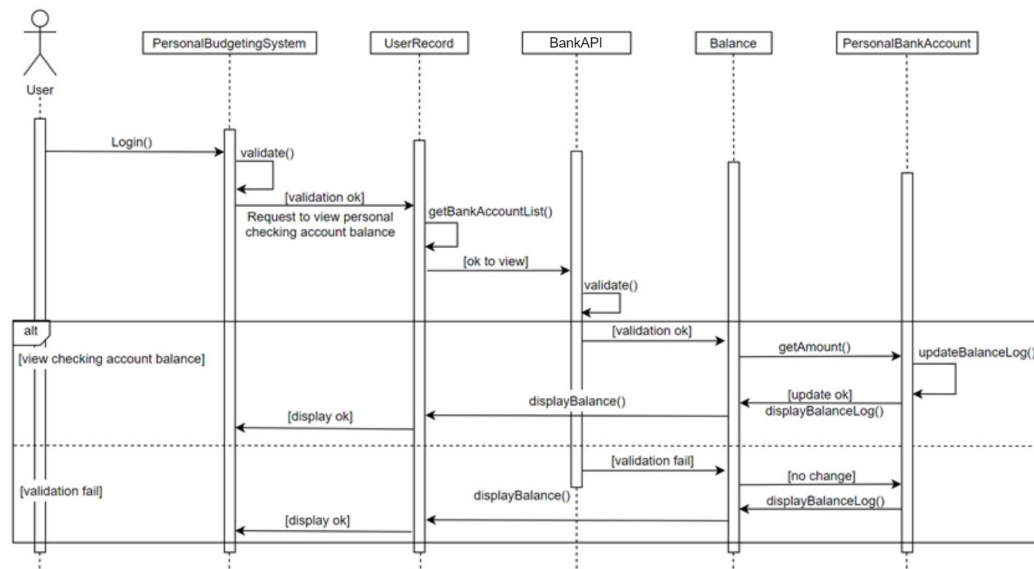 PersonalBudgetingSystem
UserRecord
BankAPI
Balance
PersonalBankAccount
User
Login()
validate()
[validation ok]
Request to view personal
checking account balance
getBankAccountList()
[ok to view]
validate()
alt
[validation ok]
[view checking account balance]
getAmount()
updateBalanceLog()
[update ok]
displayBalance()
displayBalanceLog()
[display ok]
[validation fail]
[no change]
[validation fail]
displayBalance()
displayBalanceLog()
[display ok]